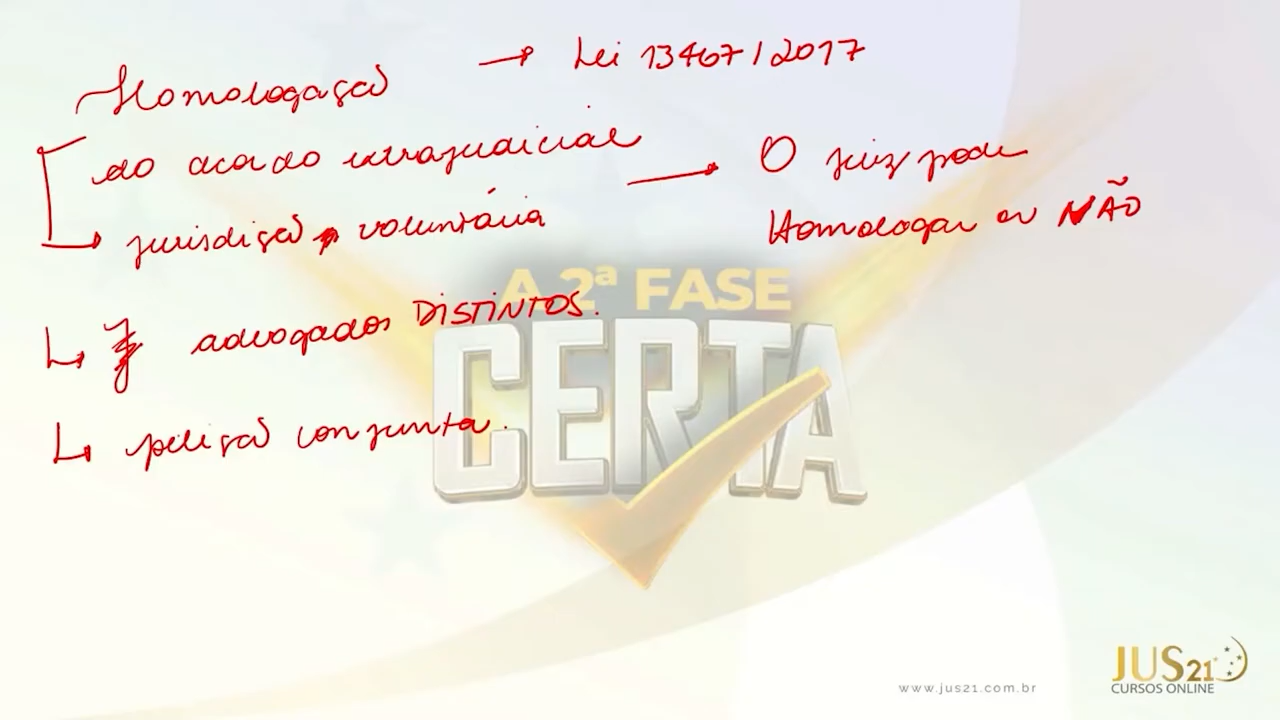 Homologação → Lei 13467/2017
do acordo extrajudicial
→ O juiz pode
Homologar ou NÃO
jurisdição voluntária
A 2ª FASE
CERTA
advogados DISTINTOS.
petição conjunta.
JUS21
CURSOS ONLINE
www.jus21.com.br